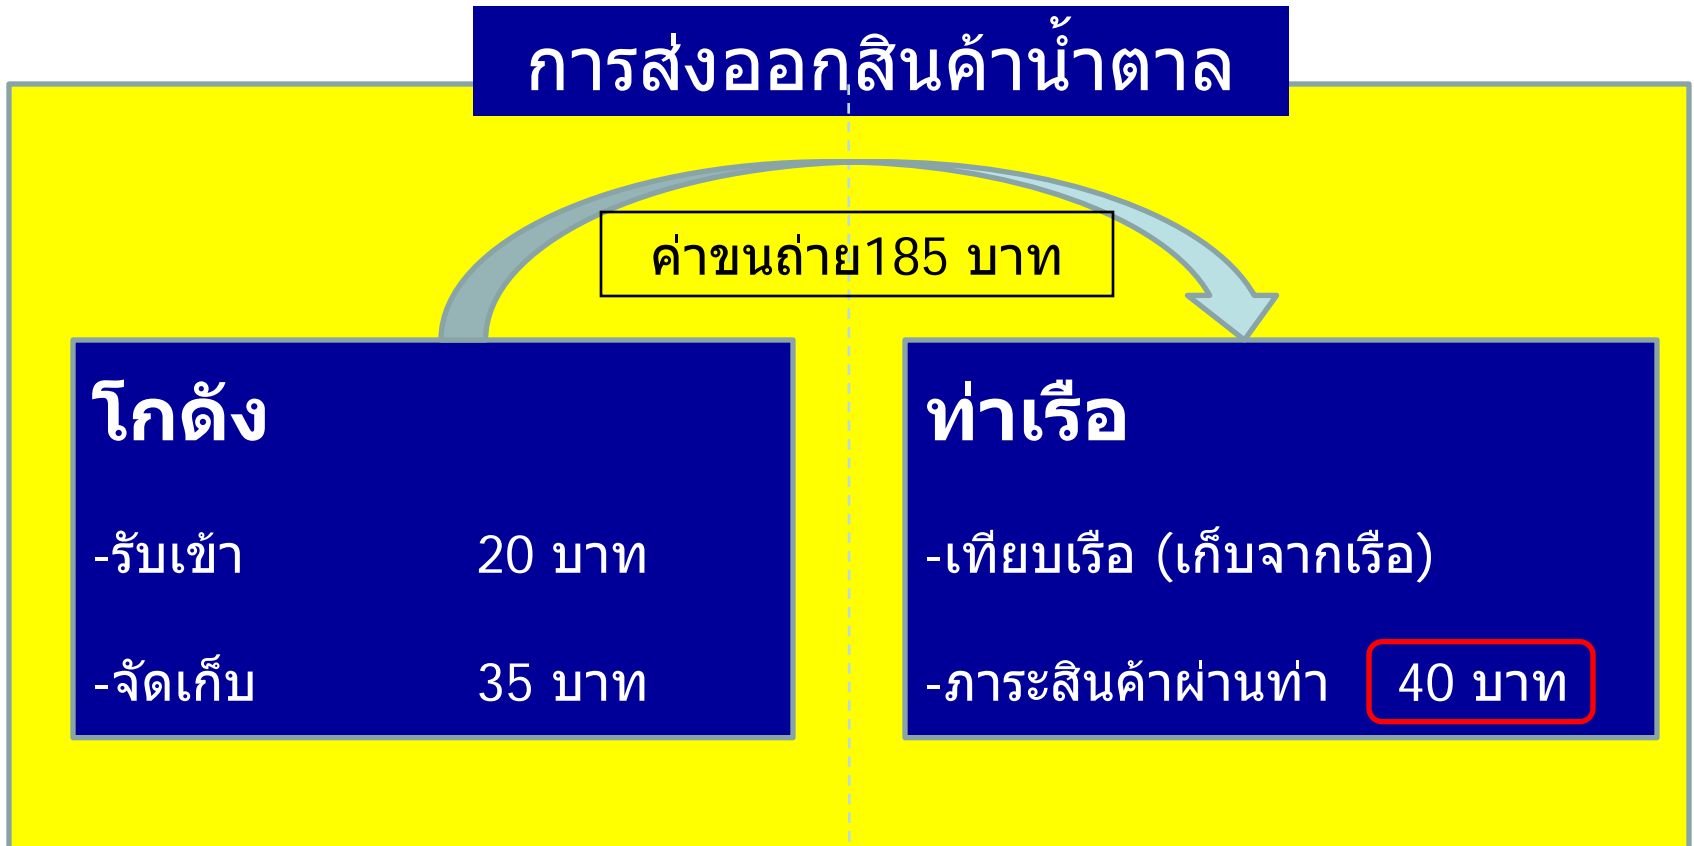 การส่งออกสินค้าน้ำตาล
ค่าขนถ่าย185 บาท
โกดัง
-รับเข้า 20 บาท
-จัดเก็บ 35 บาท
ท่าเรือ
-เทียบเรือ (เก็บจากเรือ)
-ภาระสินค้าผ่านท่า 40 บาท